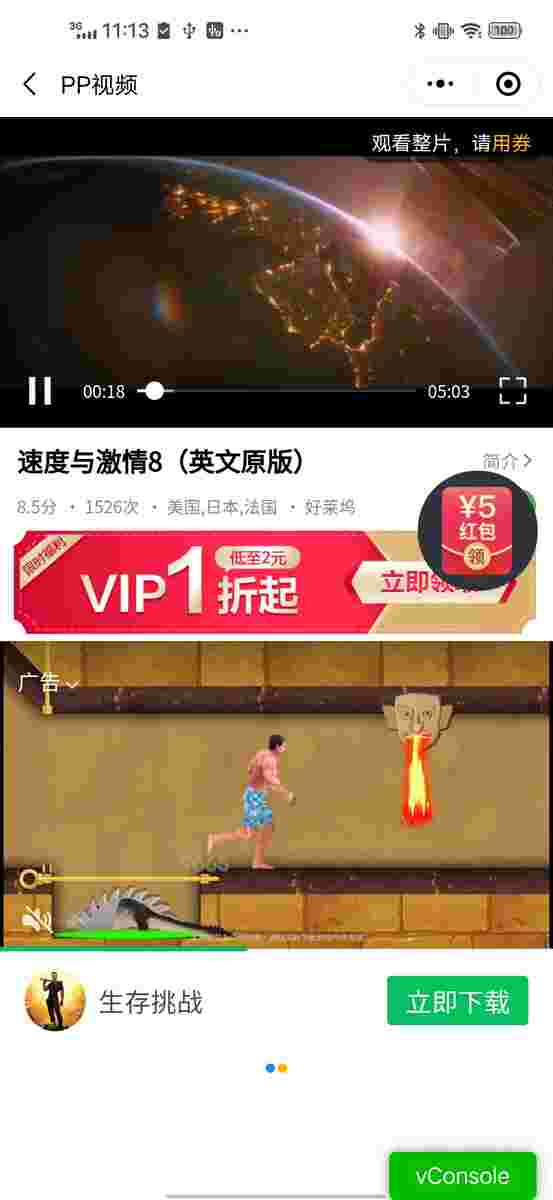 3G 11:13 100
PP视频
观看整片，请用券
00:18 05:03
速度与激情8（英文原版）
简介
8.5分 · 1526次 · 美国,日本,法国 · 好莱坞
¥5
红包
领
限时福利
VIP1折起
低至2元
立即领
广告
生存挑战
立即下载
vConsole